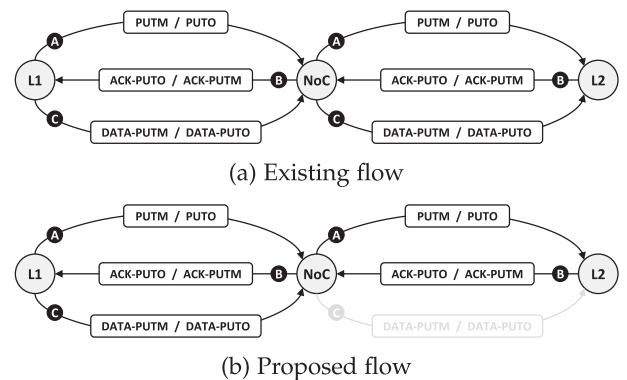 A PUTM / PUTO A PUTM / PUTO
L1 ACK-PUTO / ACK-PUTM B NoC ACK-PUTO / ACK-PUTM B L2
C DATA-PUTM / DATA-PUTO C DATA-PUTM / DATA-PUTO
(a) Existing flow
A PUTM / PUTO A PUTM / PUTO
L1 ACK-PUTO / ACK-PUTM B NoC ACK-PUTO / ACK-PUTM B L2
C DATA-PUTM / DATA-PUTO C DATA-PUTM / DATA-PUTO
(b) Proposed flow